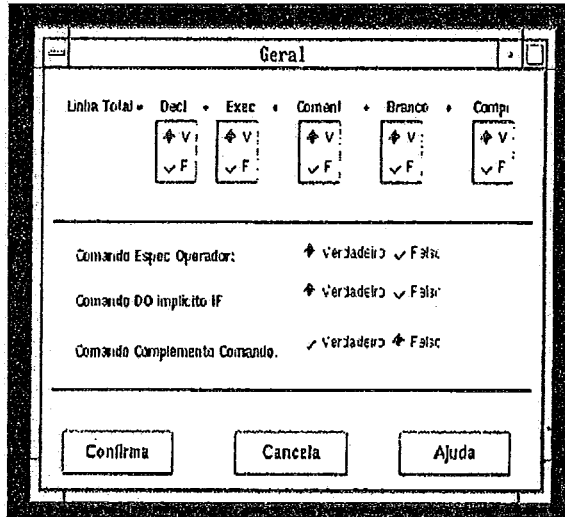 Geral
Linha Total = Decl + Exec + Coment + Branco + Compl
V V V V V
F F F F F
Comando Espec Operador: Verdadeiro Falso
Comando DO implícito IF Verdadeiro Falso
Comando Complemento Comando. Verdadeiro Falso
Confirma Cancela Ajuda